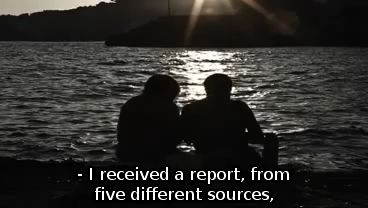 - I received a report, from
five different sources,